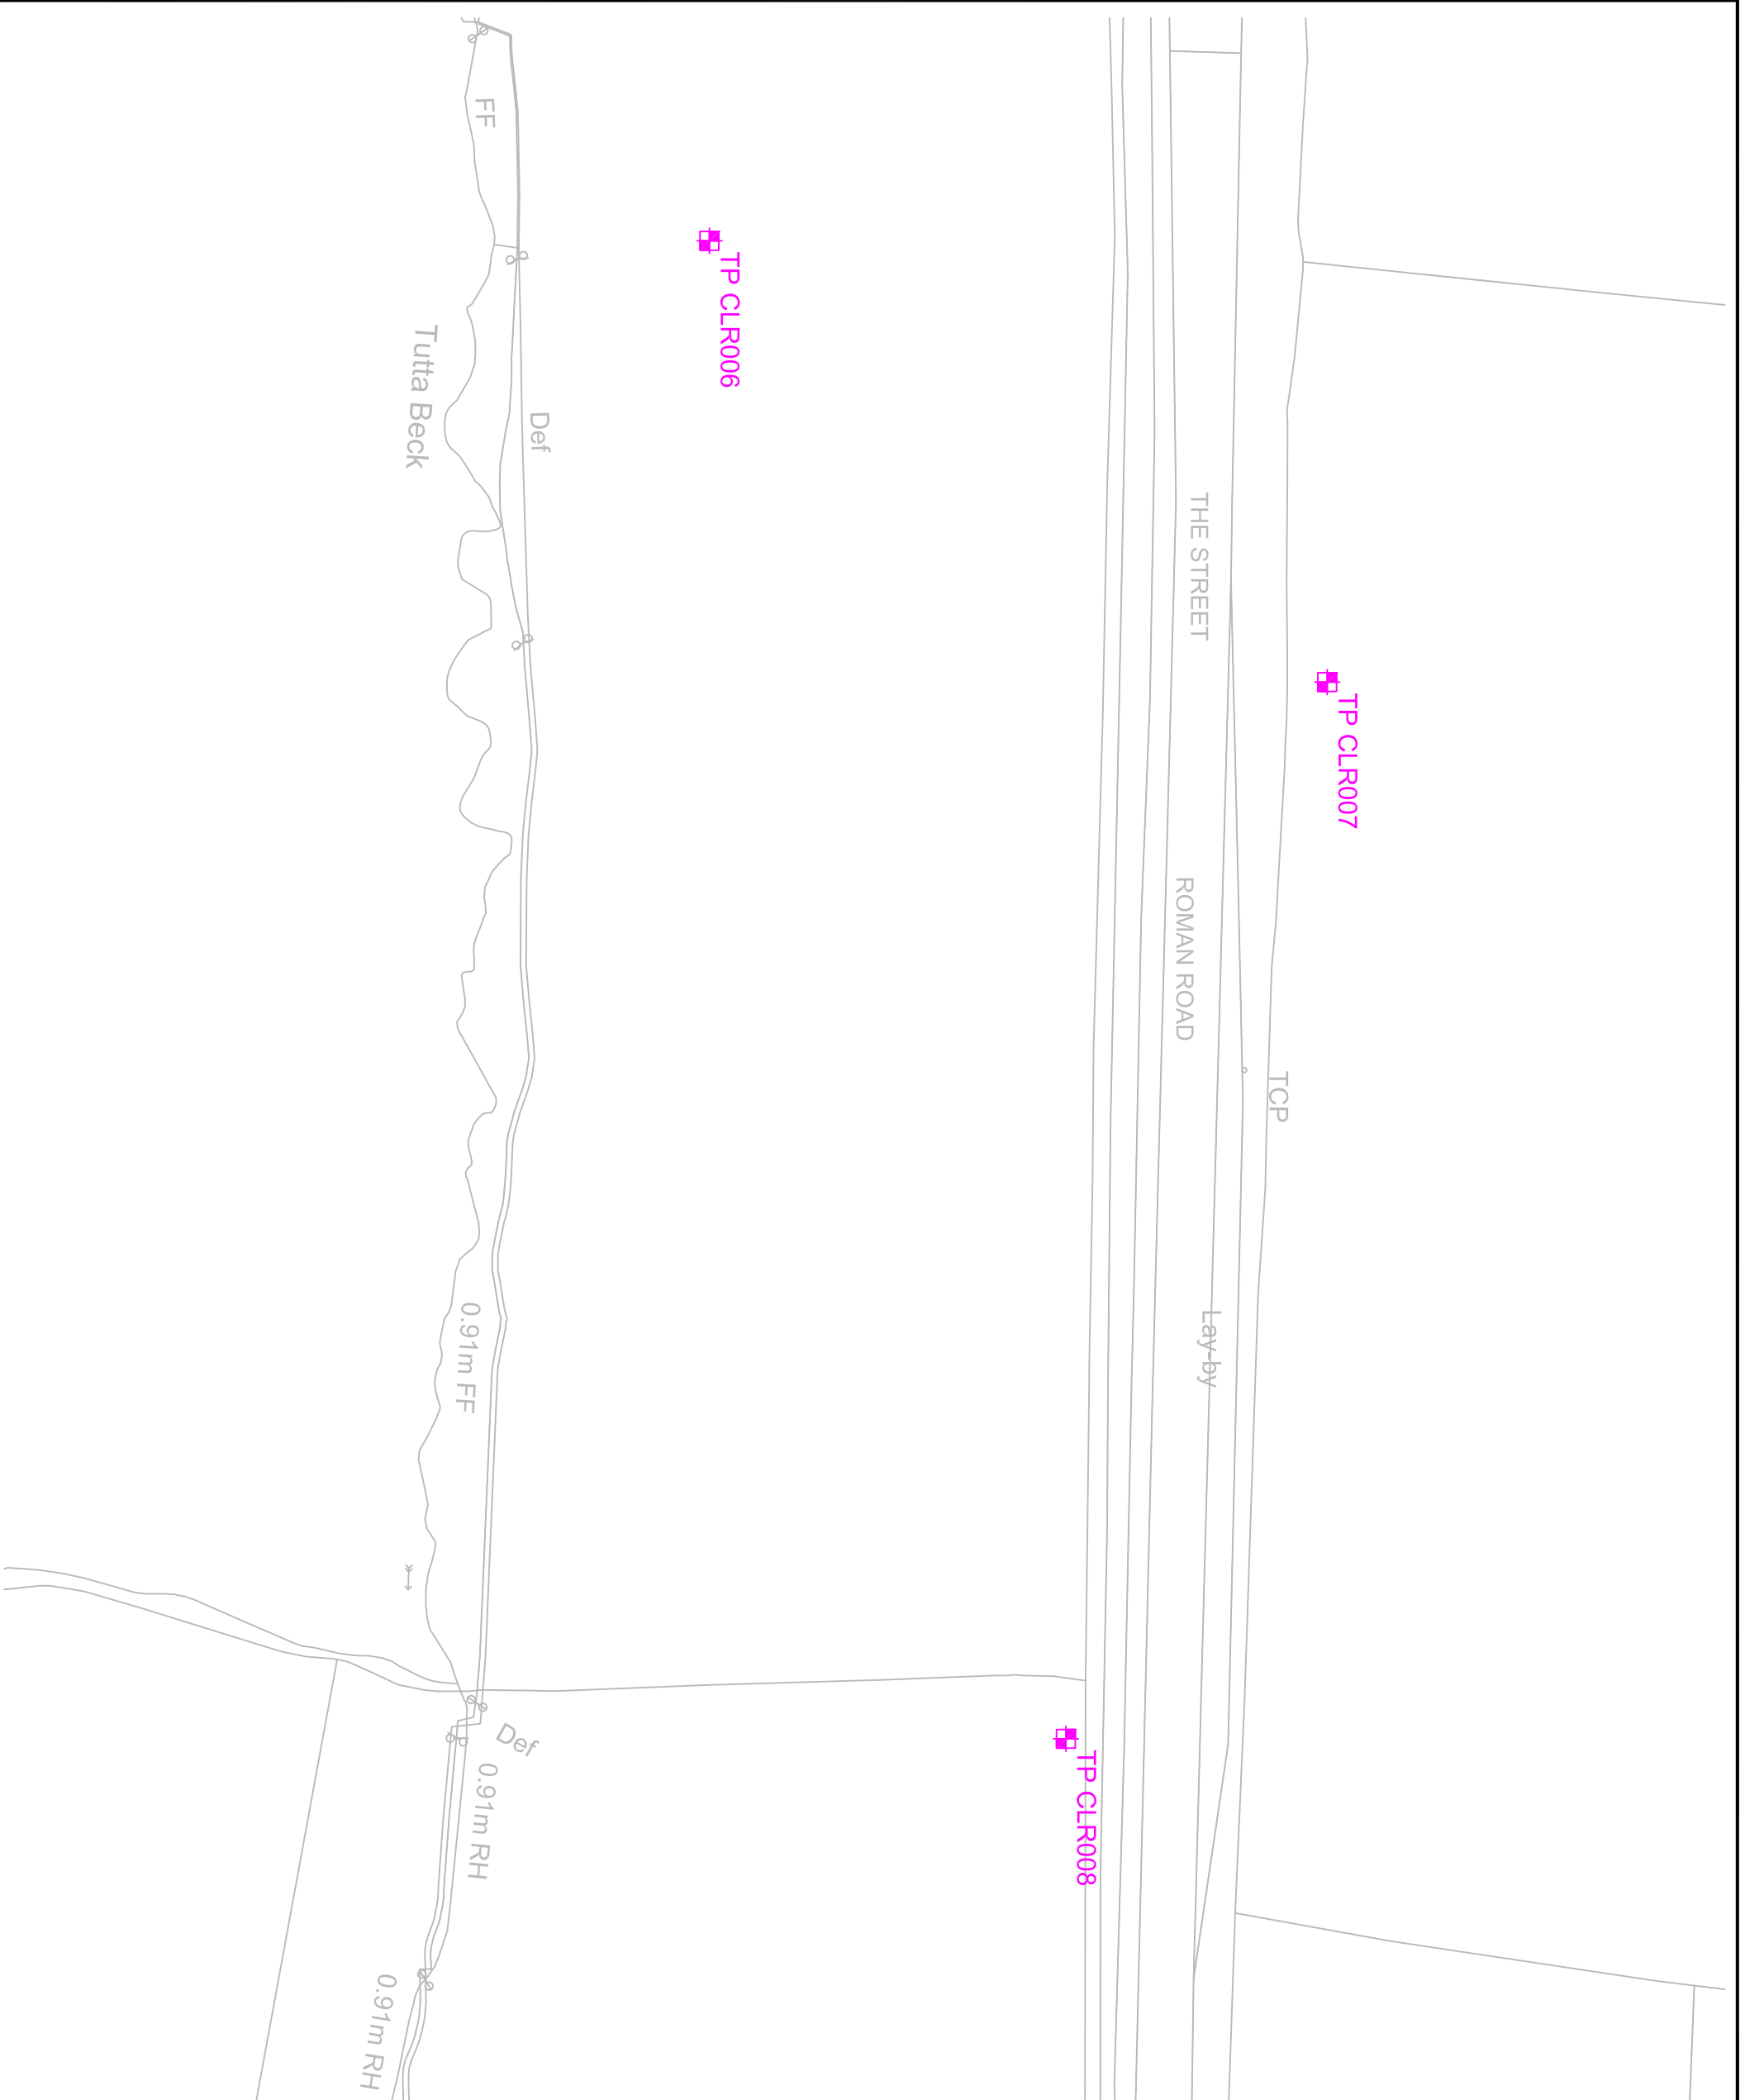 FF
TP CLR006
Tutta Beck
Def
THE STREET
TP CLR007
ROMAN ROAD
TCP
0.91m FF
Lay-by
Def
TP CLR008
0.91m RH
0.91m RH